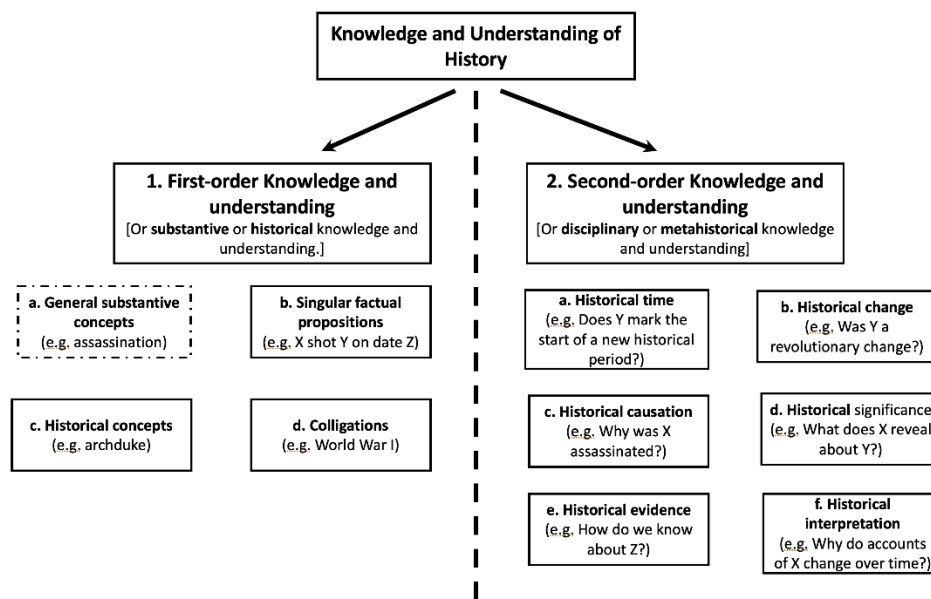 Knowledge and Understanding of
History
1. First-order Knowledge and
understanding
[Or substantive or historical knowledge and
understanding.]
a. General substantive
concepts
(e.g. assassination)
b. Singular factual
propositions
(e.g. X shot Y on date Z)
c. Historical concepts
(e.g. archduke)
d. Colligations
(e.g. World War I)
2. Second-order Knowledge and
understanding
[Or disciplinary or metahistorical knowledge
and understanding]
a. Historical time
(e.g. Does Y mark the
start of a new historical
period?)
b. Historical change
(e.g. Was Y a
revolutionary change?)
c. Historical causation
(e.g. Why was X
assassinated?)
d. Historical significance
(e.g. What does X reveal
about Y?)
e. Historical evidence
(e.g. How do we know
about Z?)
f. Historical
interpretation
(e.g. Why do accounts
of X change over time?)